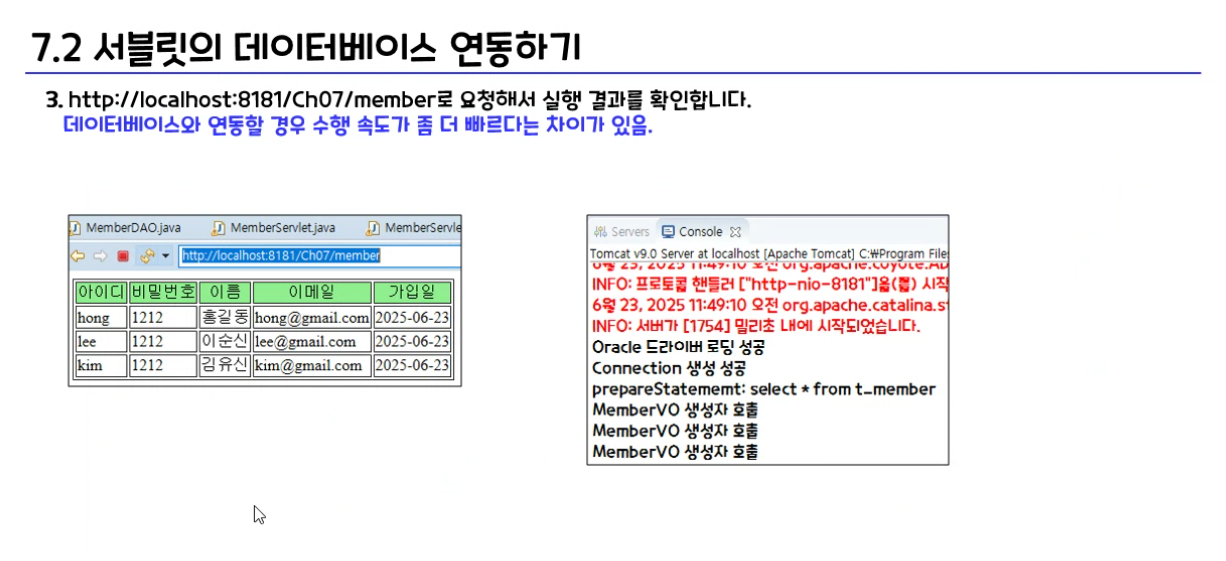 7.2 서블릿의 데이터베이스 연동하기
3. http://localhost:8181/Ch07/member로 요청해서 실행 결과를 확인합니다.
데이터베이스와 연동할 경우 수행 속도가 좀 더 빠르다는 차이가 있음.
MemberDAO.java MemberServlet.java MemberServle
http://localhost:8181/Ch07/member
아이디 비밀번호 이름 이메일 가입일
hong 1212 홍길동 hong@gmail.com 2025-06-23
lee 1212 이순신 lee@gmail.com 2025-06-23
kim 1212 김유신 kim@gmail.com 2025-06-23
Servers Console
Tomcat v9.0 Server at localhost [Apache Tomcat] C:₩Program Files
6월 23, 2025 11:49:10 오전 org.apache.coyote.Ab
INFO: 프로토콜 핸들러 ["http-nio-8181"]을(를) 시작
6월 23, 2025 11:49:10 오전 org.apache.catalina.s
INFO: 서버가 [1754] 밀리초 내에 시작되었습니다.
Oracle 드라이버 로딩 성공
Connection 생성 성공
prepareStatememt: select * from t_member
MemberVO 생성자 호출
MemberVO 생성자 호출
MemberVO 생성자 호출